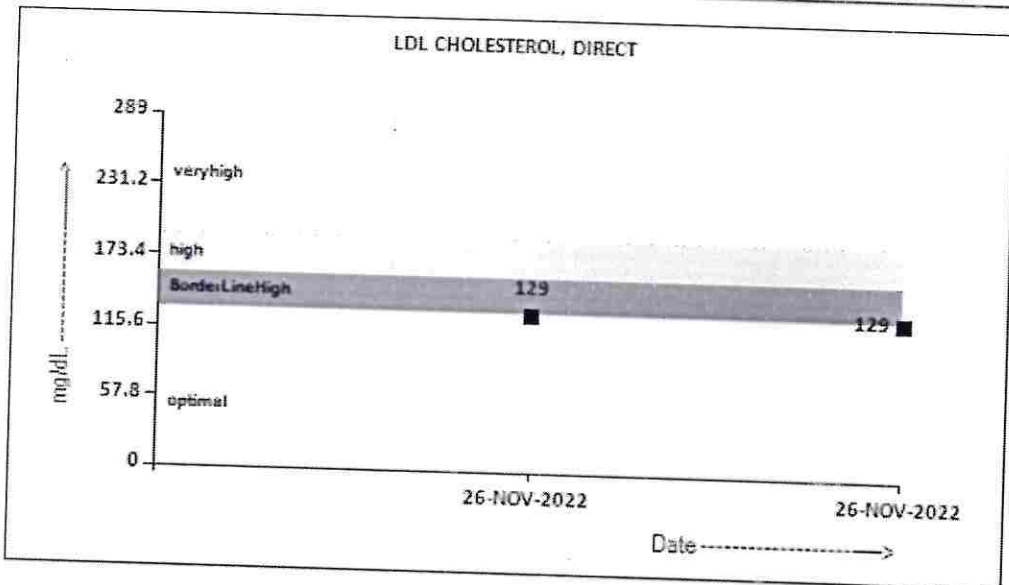 LDL CHOLESTEROL, DIRECT
289
231.2
veryhigh
173.4
high
BorderLineHigh
129
115.6
129
mg/dL
57.8
optimal
0
26-NOV-2022
26-NOV-2022
Date